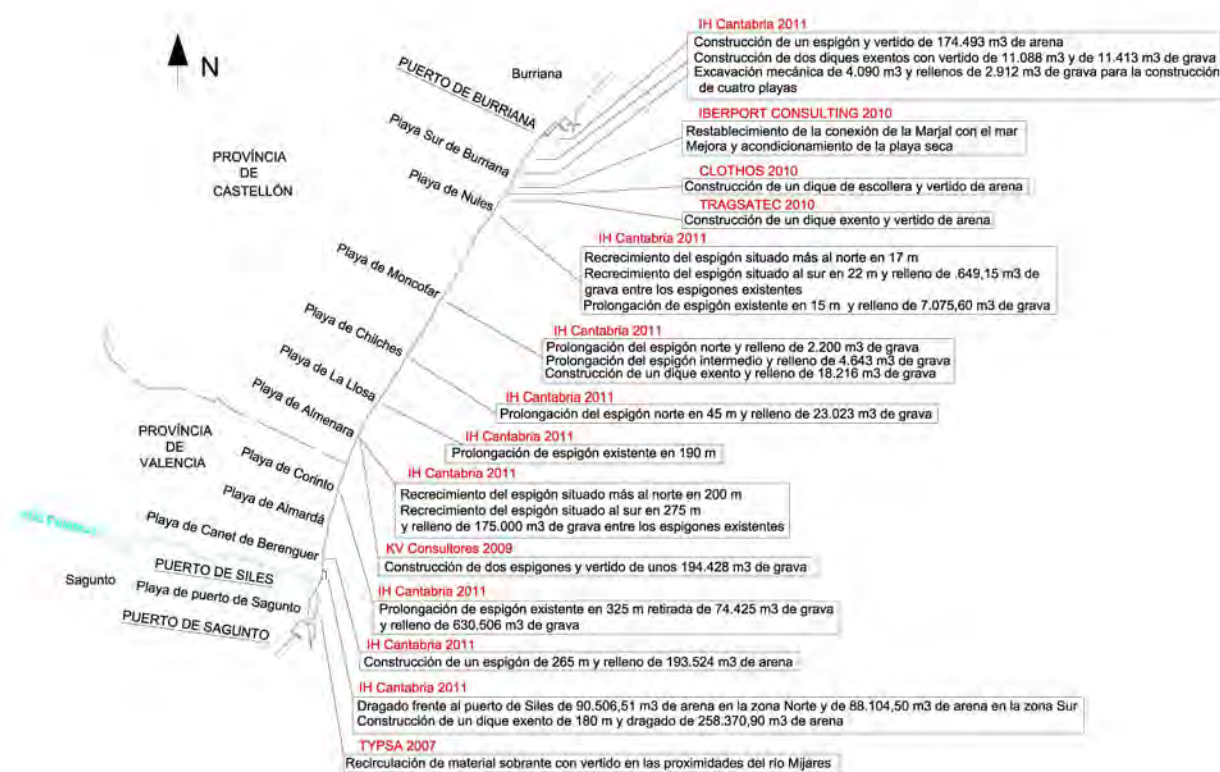 IH Cantabria 2011
Construcción de un espigón y vertido de 174.493 m3 de arena
Construcción de dos diques exentos con vertido de 11.088 m3 y de 11.413 m3 de grava
Excavación mecánica de 4.090 m3 y rellenos de 2.912 m3 de grava para la construcción
de cuatro playas
N
Burriana
PUERTO DE BURRIANA
IBERPORT CONSULTING 2010
Restablecimiento de la conexión de la Marjal con el mar
Mejora y acondicionamiento de la playa seca
Playa Sur de Burriana
PROVÍNCIA
DE
CASTELLÓN
CLOTHOS 2010
Construcción de un dique de escollera y vertido de arena
Playa de Nules
TRAGSATEC 2010
Construcción de un dique exento y vertido de arena
IH Cantabria 2011
Recrecimiento del espigón situado más al norte en 17 m
Recrecimiento del espigón situado al sur en 22 m y relleno de .649,15 m3 de
grava entre los espigones existentes
Prolongación de espigón existente en 15 m y relleno de 7.075,60 m3 de grava
Playa de Moncofar
IH Cantabria 2011
Prolongación del espigón norte y relleno de 2.200 m3 de grava
Prolongación del espigón intermedio y relleno de 4.643 m3 de grava
Construcción de un dique exento y relleno de 18.216 m3 de grava
Playa de Chilches
IH Cantabria 2011
Prolongación del espigón norte en 45 m y relleno de 23.023 m3 de grava
Playa de La Llosa
IH Cantabria 2011
Prolongación de espigón existente en 190 m
Playa de Almenara
PROVÍNCIA
DE
VALENCIA
IH Cantabria 2011
Recrecimiento del espigón situado más al norte en 200 m
Recrecimiento del espigón situado al sur en 275 m
y relleno de 175.000 m3 de grava entre los espigones existentes
Playa de Corinto
KV Consultores 2009
Construcción de dos espigones y vertido de unos 194.428 m3 de grava
Playa de Almardá
IH Cantabria 2011
Prolongación de espigón existente en 325 m retirada de 74.425 m3 de grava
y relleno de 630.506 m3 de grava
Playa de Canet de Berenguer
IH Cantabria 2011
Construcción de un espigón de 265 m y relleno de 193.524 m3 de arena
PUERTO DE SILES
Sagunto
Playa de puerto de Sagunto
PUERTO DE SAGUNTO
IH Cantabria 2011
Dragado frente al puerto de Siles de 90.506,51 m3 de arena en la zona Norte y de 88.104,50 m3 de arena en la zona Sur
Construcción de un dique exento de 180 m y dragado de 258.370,90 m3 de arena
TYPSA 2007
Recirculación de material sobrante con vertido en las proximidades del río Mijares